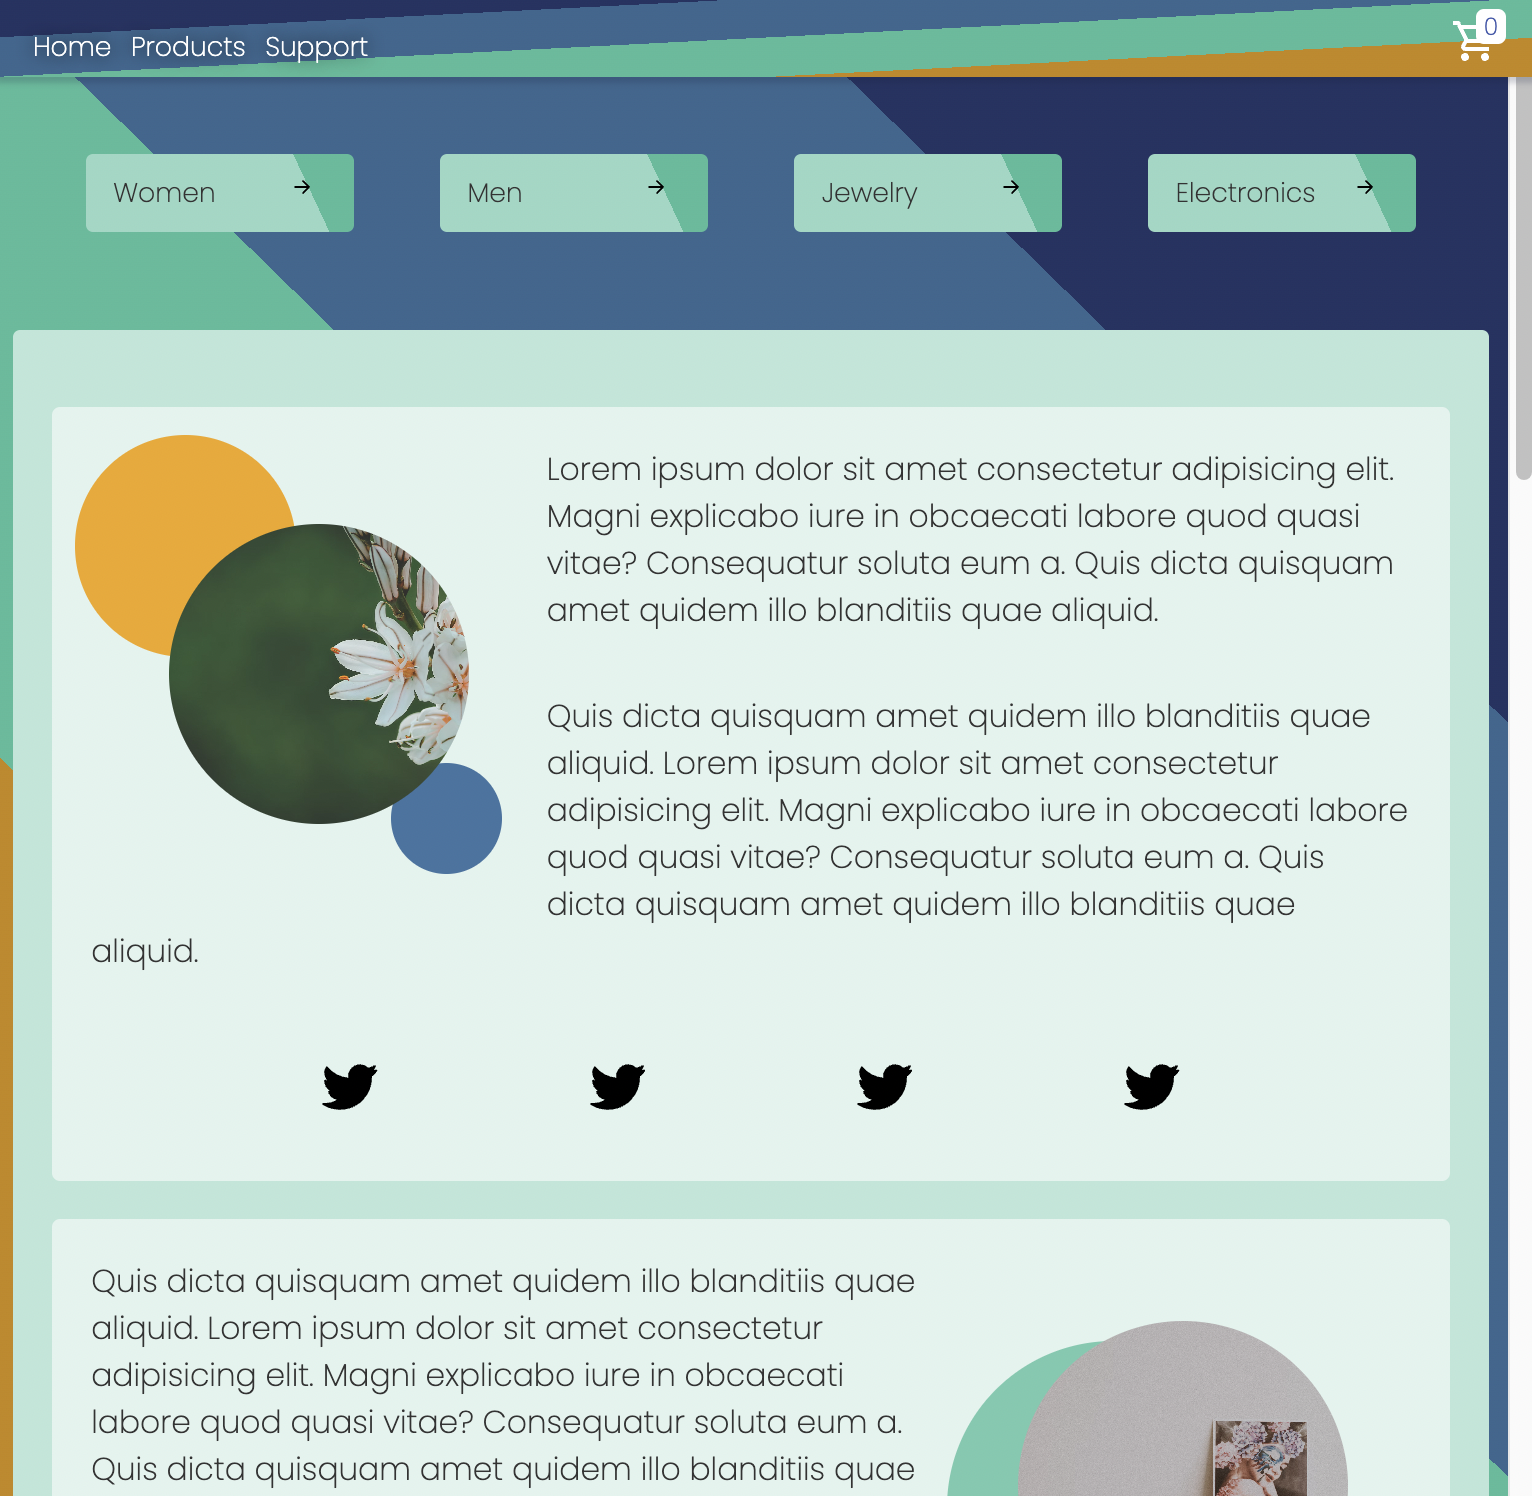 Home Products Support
0
Women
Men
Jewelry
Electronics
Lorem ipsum dolor sit amet consectetur adipisicing elit.
Magni explicabo iure in obcaecati labore quod quasi
vitae? Consequatur soluta eum a. Quis dicta quisquam
amet quidem illo blanditiis quae aliquid.
Quis dicta quisquam amet quidem illo blanditiis quae
aliquid. Lorem ipsum dolor sit amet consectetur
adipisicing elit. Magni explicabo iure in obcaecati labore
quod quasi vitae? Consequatur soluta eum a. Quis
dicta quisquam amet quidem illo blanditiis quae
aliquid.
Quis dicta quisquam amet quidem illo blanditiis quae
aliquid. Lorem ipsum dolor sit amet consectetur
adipisicing elit. Magni explicabo iure in obcaecati
labore quod quasi vitae? Consequatur soluta eum a.
Quis dicta quisquam amet quidem illo blanditiis quae